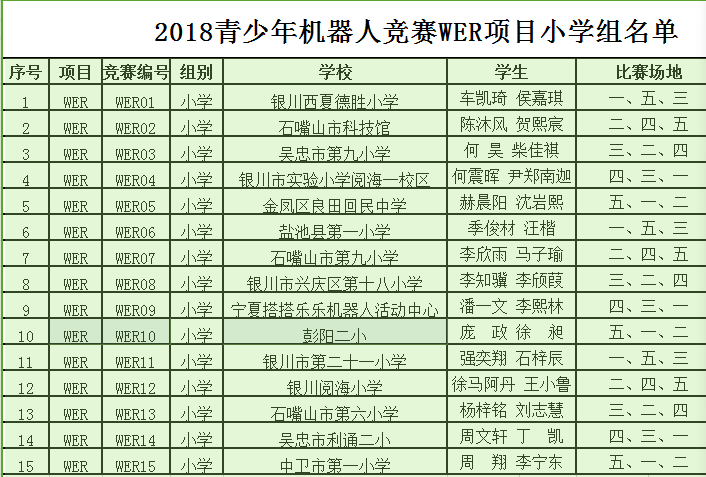 2018青少年机器人竞赛WER项目小学组名单
序号 项目 竞赛编号 组别 学校 学生 比赛场地
1 WER WER01 小学 银川西夏德胜小学 车凯琦 侯嘉琪 一、五、三
2 WER WER02 小学 石嘴山市科技馆 陈沐风 贺熙宸 二、四、五
3 WER WER03 小学 吴忠市第九小学 何 昊 柴佳祺 三、二、四
4 WER WER04 小学 银川市实验小学阅海一校区 何震晖 尹郑南迦 四、三、一
5 WER WER05 小学 金凤区良田回民中学 赫晨阳 沈岩熙 五、一、二
6 WER WER06 小学 盐池县第一小学 季俊材 汪楷 一、五、三
7 WER WER07 小学 石嘴山市第九小学 李欣雨 马子瑜 二、四、五
8 WER WER08 小学 银川市兴庆区第十八小学 李知骥 李颀葭 三、二、四
9 WER WER09 小学 宁夏搭搭乐乐机器人活动中心 潘一文 李熙林 四、三、一
10 WER WER10 小学 彭阳二小 庞 政 徐 昶 五、一、二
11 WER WER11 小学 银川市第二十一小学 强奕翔 石梓辰 一、五、三
12 WER WER12 小学 银川阅海小学 徐马阿丹 王小鲁 二、四、五
13 WER WER13 小学 石嘴山市第六小学 杨梓铭 刘志慧 三、二、四
14 WER WER14 小学 吴忠市利通二小 周文轩 丁 凯 四、三、一
15 WER WER15 小学 中卫市第一小学 周 翔 李宁东 五、一、二